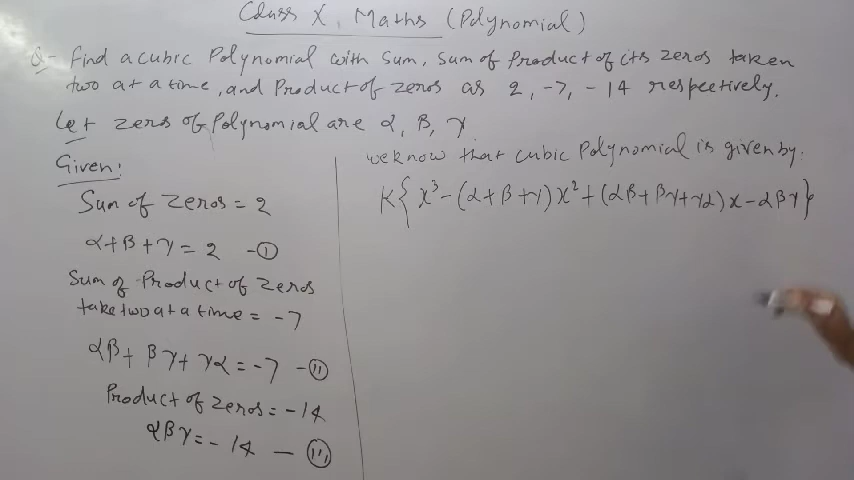 Class X, Maths (Polynomial)
Q- Find a cubic Polynomial with sum, sum of Product of its zeros taken
two at a time, and Product of zeros as 2, -7, -14 respectively.
Let zeros of Polynomial are α, β, γ
Given:
Sum of zeros = 2
α+β+γ = 2 -(I)
Sum of Product of zeros
take two at a time = -7
αβ+βγ+γα = -7 -(II)
Product of zeros = -14
αβγ = -14 -(III)
we know that cubic Polynomial is given by:
K{x³-(α+β+γ)x²+(αβ+βγ+γα)x-αβγ}